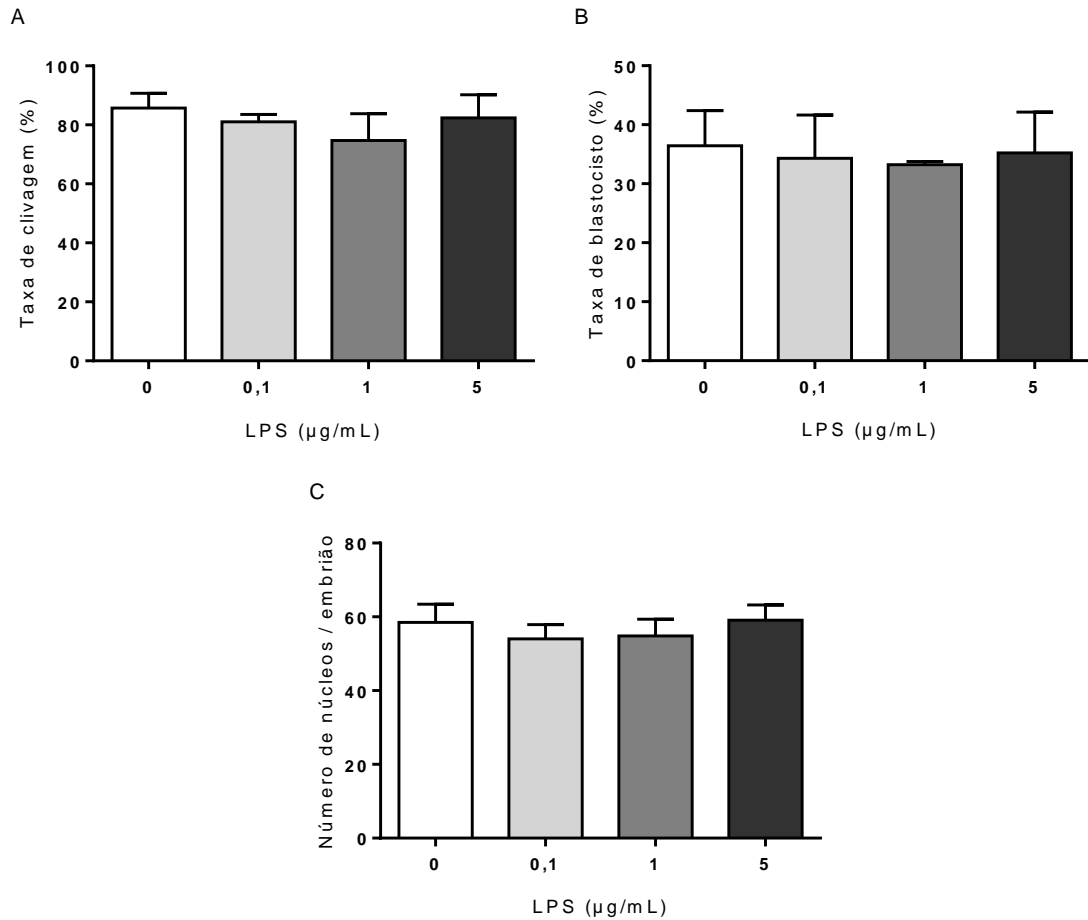 A
Taxa de clivagem (%)
100
80
60
40
20
0
0 0,1 1 5
LPS (µg/mL)
B
Taxa de blastocisto (%)
50
40
30
20
10
0
0 0,1 1 5
LPS (µg/mL)
C
Número de núcleos / embrião
80
60
40
20
0
0 0,1 1 5
LPS (µg/mL)